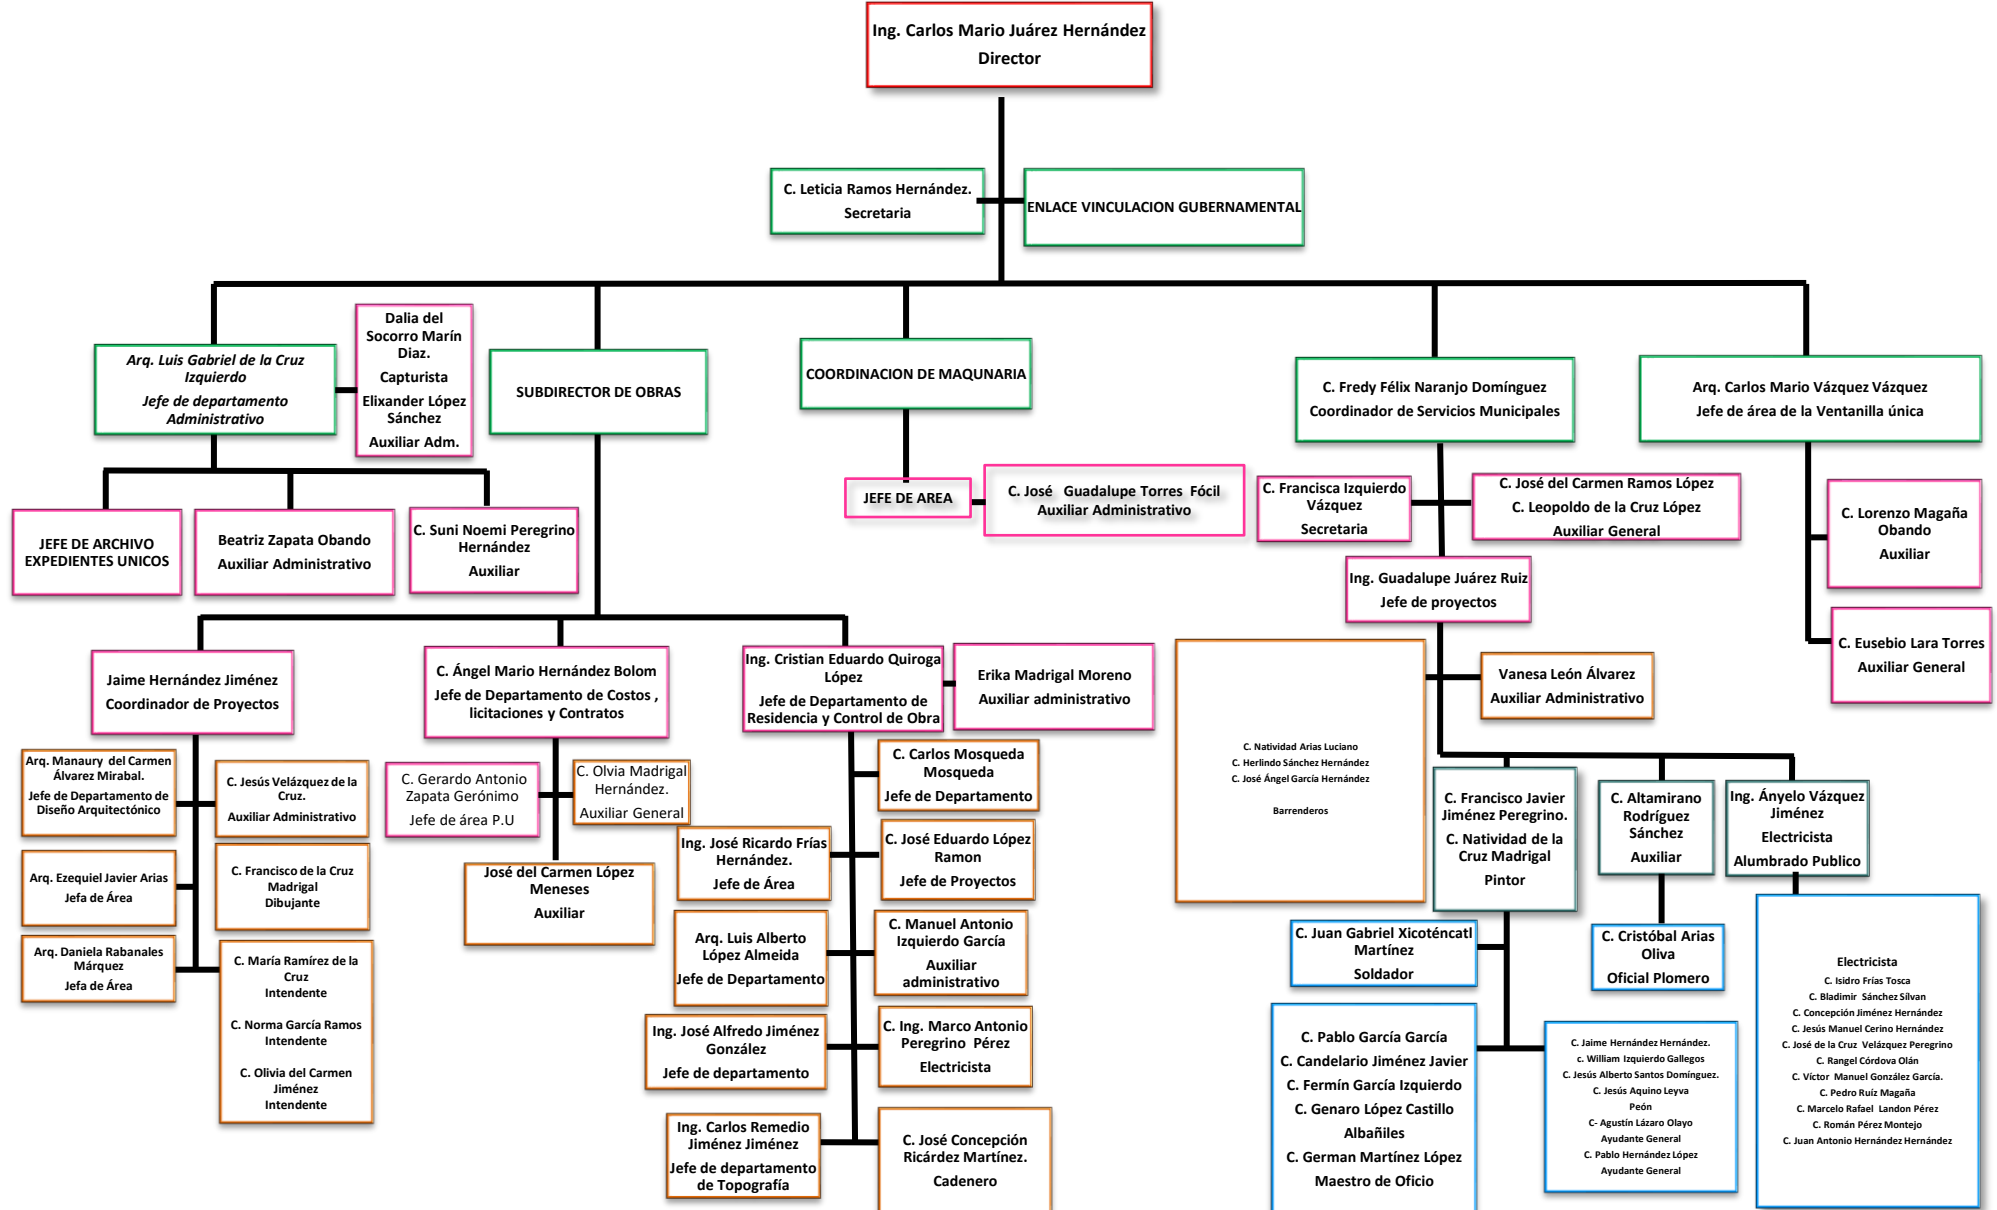 Ing. Carlos Mario Juárez Hernández
Director
C. Leticia Ramos Hernández.
Secretaria
ENLACE VINCULACION GUBERNAMENTAL
Arq. Luis Gabriel de la Cruz
Izquierdo
Jefe de departamento
Administrativo
Dalia del
Socorro Marín
Diaz.
Capturista
Elixander López
Sánchez
Auxiliar Adm.
SUBDIRECTOR DE OBRAS
COORDINACION DE MAQUNARIA
C. Fredy Félix Naranjo Domínguez
Coordinador de Servicios Municipales
Arq. Carlos Mario Vázquez Vázquez
Jefe de área de la Ventanilla única
JEFE DE ARCHIVO
EXPEDIENTES UNICOS
Beatriz Zapata Obando
Auxiliar Administrativo
C. Suni Noemi Peregrino
Hernández
Auxiliar
JEFE DE AREA
C. José Guadalupe Torres Fócil
Auxiliar Administrativo
C. Francisca Izquierdo
Vázquez
Secretaria
C. José del Carmen Ramos López
C. Leopoldo de la Cruz López
Auxiliar General
C. Lorenzo Magaña
Obando
Auxiliar
Ing. Guadalupe Juárez Ruiz
Jefe de proyectos
C. Eusebio Lara Torres
Auxiliar General
Jaime Hernández Jiménez
Coordinador de Proyectos
C. Ángel Mario Hernández Bolom
Jefe de Departamento de Costos ,
licitaciones y Contratos
Ing. Cristian Eduardo Quiroga
López
Jefe de Departamento de
Residencia y Control de Obra
Erika Madrigal Moreno
Auxiliar administrativo
C. Natividad Arias Luciano
C. Herlindo Sánchez Hernández
C. José Ángel García Hernández
Barrenderos
Vanesa León Álvarez
Auxiliar Administrativo
Arq. Manaury del Carmen
Álvarez Mirabal.
Jefe de Departamento de
Diseño Arquitectónico
C. Jesús Velázquez de la
Cruz.
Auxiliar Administrativo
C. Gerardo Antonio
Zapata Gerónimo
Jefe de área P.U
C. Olvia Madrigal
Hernández.
Auxiliar General
C. Carlos Mosqueda
Mosqueda
Jefe de Departamento
C. Francisco Javier
Jiménez Peregrino.
C. Natividad de la
Cruz Madrigal
Pintor
C. Altamirano
Rodríguez
Sánchez
Auxiliar
Ing. Ányelo Vázquez
Jiménez
Electricista
Alumbrado Publico
Arq. Ezequiel Javier Arias
Jefa de Área
C. Francisco de la Cruz
Madrigal
Dibujante
José del Carmen López
Meneses
Auxiliar
Ing. José Ricardo Frías
Hernández.
Jefe de Área
C. José Eduardo López
Ramon
Jefe de Proyectos
Arq. Daniela Rabanales
Márquez
Jefa de Área
C. María Ramírez de la
Cruz
Intendente
C. Norma García Ramos
Intendente
C. Olivia del Carmen
Jiménez
Intendente
Arq. Luis Alberto
López Almeida
Jefe de Departamento
C. Manuel Antonio
Izquierdo García
Auxiliar
administrativo
C. Juan Gabriel Xicoténcatl
Martínez
Soldador
C. Cristóbal Arias
Oliva
Oficial Plomero
Electricista
C. Isidro Frías Tosca
C. Bladimir Sánchez Silvan
C. Concepción Jiménez Hernández
C. Jesús Manuel Cerino Hernández
C. José de la Cruz Velázquez Peregrino
C. Rangel Córdova Olán
C. Víctor Manuel González García.
C. Pedro Ruíz Magaña
C. Marcelo Rafael Landon Pérez
C. Román Pérez Montejo
C. Juan Antonio Hernández Hernández
Ing. José Alfredo Jiménez
González
Jefe de departamento
C. Ing. Marco Antonio
Peregrino Pérez
Electricista
C. Pablo García García
C. Candelario Jiménez Javier
C. Fermín García Izquierdo
C. Genaro López Castillo
Albañiles
C. German Martínez López
Maestro de Oficio
C. Jaime Hernández Hernández.
c. William Izquierdo Gallegos
C. Jesús Alberto Santos Domínguez.
C. Jesús Aquino Leyva
Peón
C- Agustín Lázaro Olayo
Ayudante General
C. Pablo Hernández López
Ayudante General
Ing. Carlos Remedio
Jiménez Jiménez
Jefe de departamento
de Topografía
C. José Concepción
Ricárdez Martínez.
Cadenero